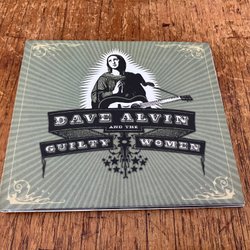 DAVE ALVIN
AND THE
GUILTY WOMEN